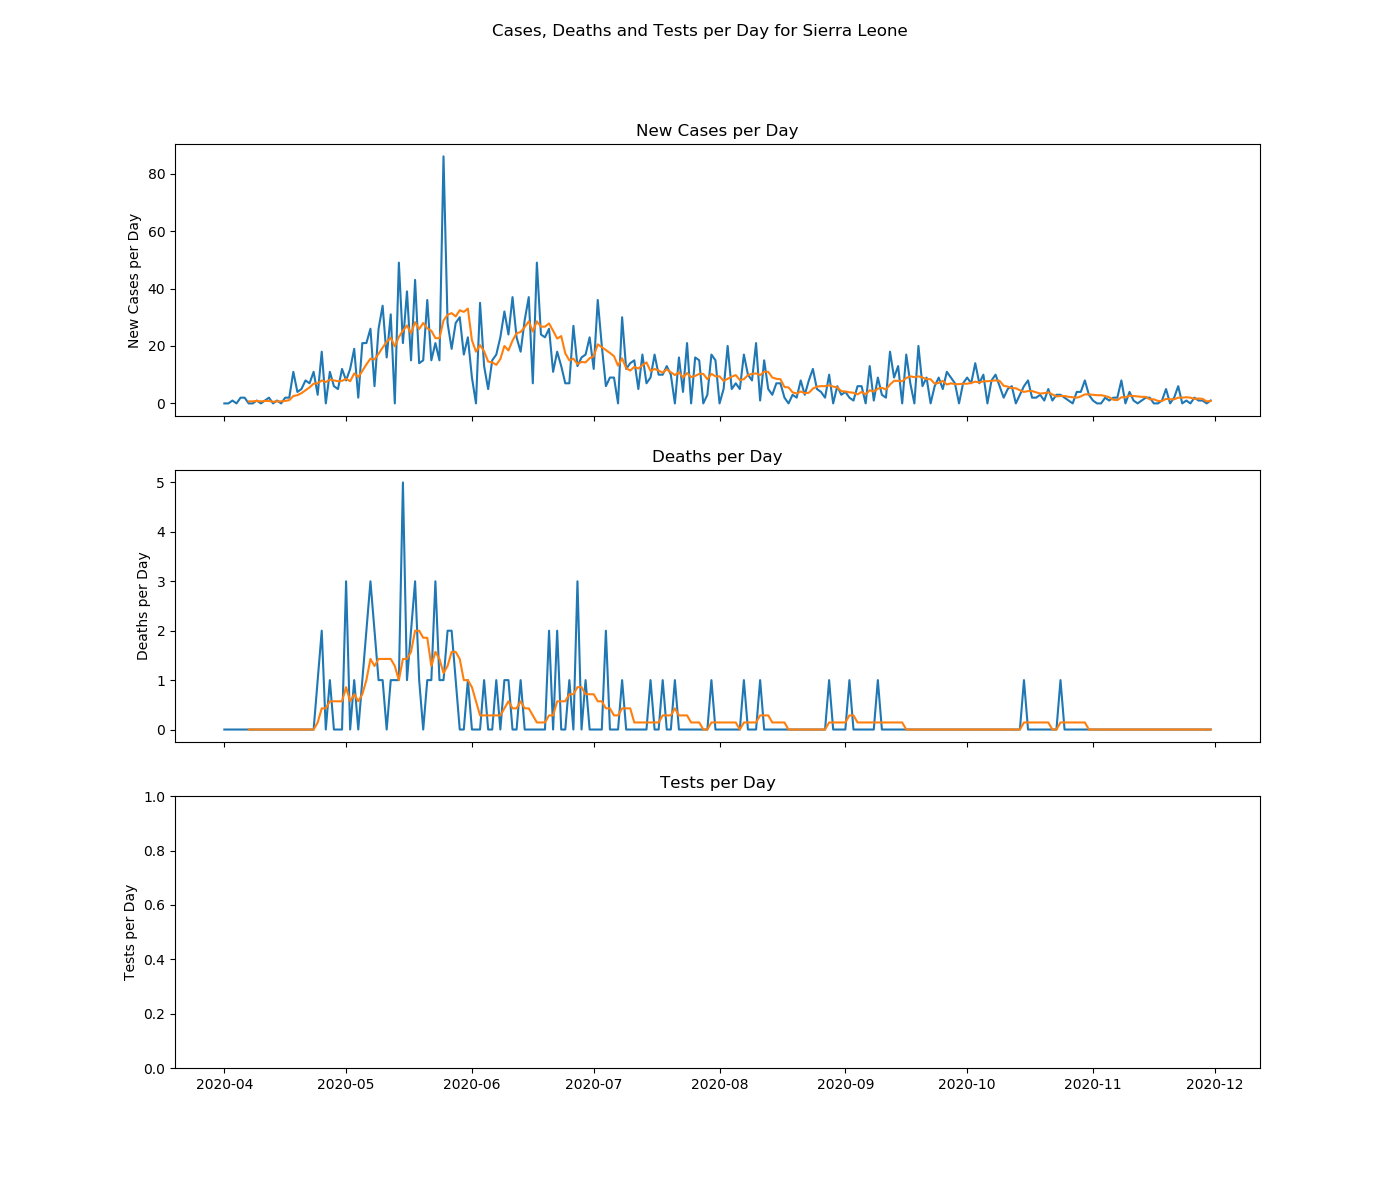 Cases, Deaths and Tests per Day for Sierra Leone
New Cases per Day
New Cases per Day
80
60
40
20
0
Deaths per Day
Deaths per Day
5
4
3
2
1
0
Tests per Day
Tests per Day
1.0
0.8
0.6
0.4
0.2
0.0
2020-04 2020-05 2020-06 2020-07 2020-08 2020-09 2020-10 2020-11 2020-12